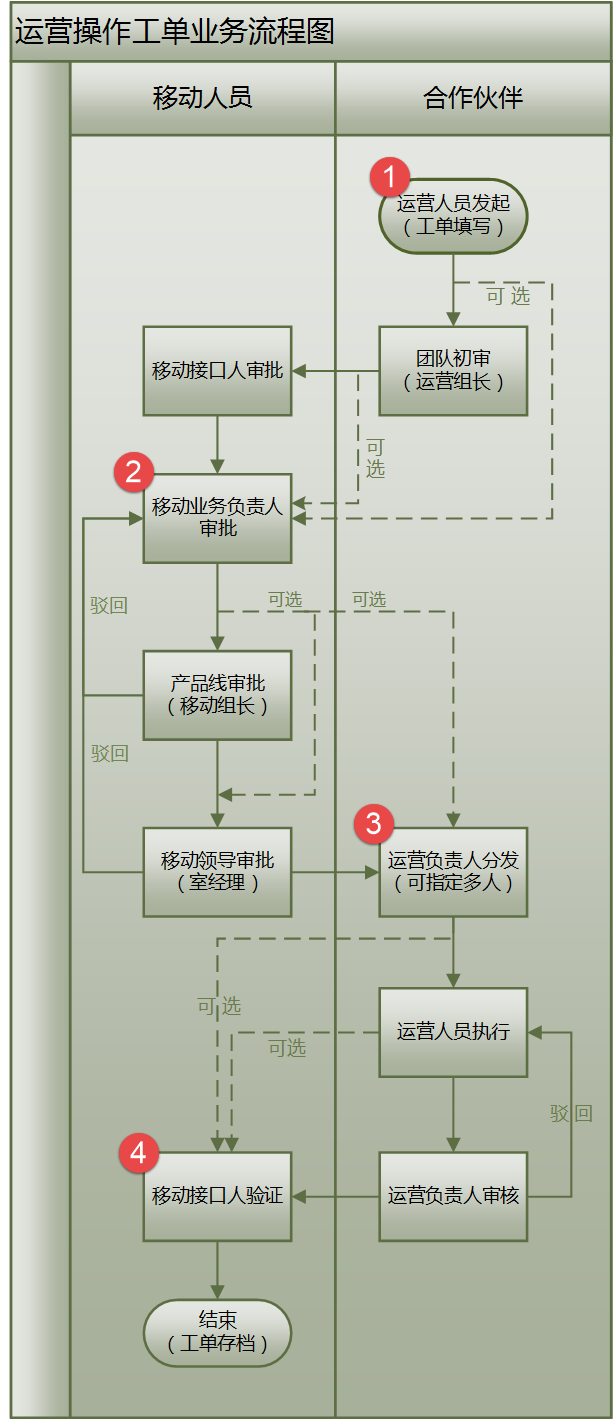 运营操作工单业务流程图
移动人员
合作伙伴
1
运营人员发起
（工单填写）
可 选
团队初审
（运营组长）
移动接口人审批
可
选
2
移动业务负责人
审批
驳回
可选
可选
产品线审批
（移动组长）
驳回
3
移动领导审批
（室经理）
运营负责人分发
（可指定多人）
可 选
运营人员执行
可选
驳 回
4
移动接口人验证
运营负责人审核
结束
（工单存档）